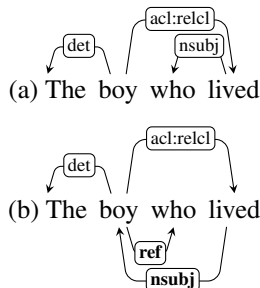 acl:relcl
det
nsubj
(a) The boy who lived
acl:relcl
det
(b) The boy who lived
ref
nsubj